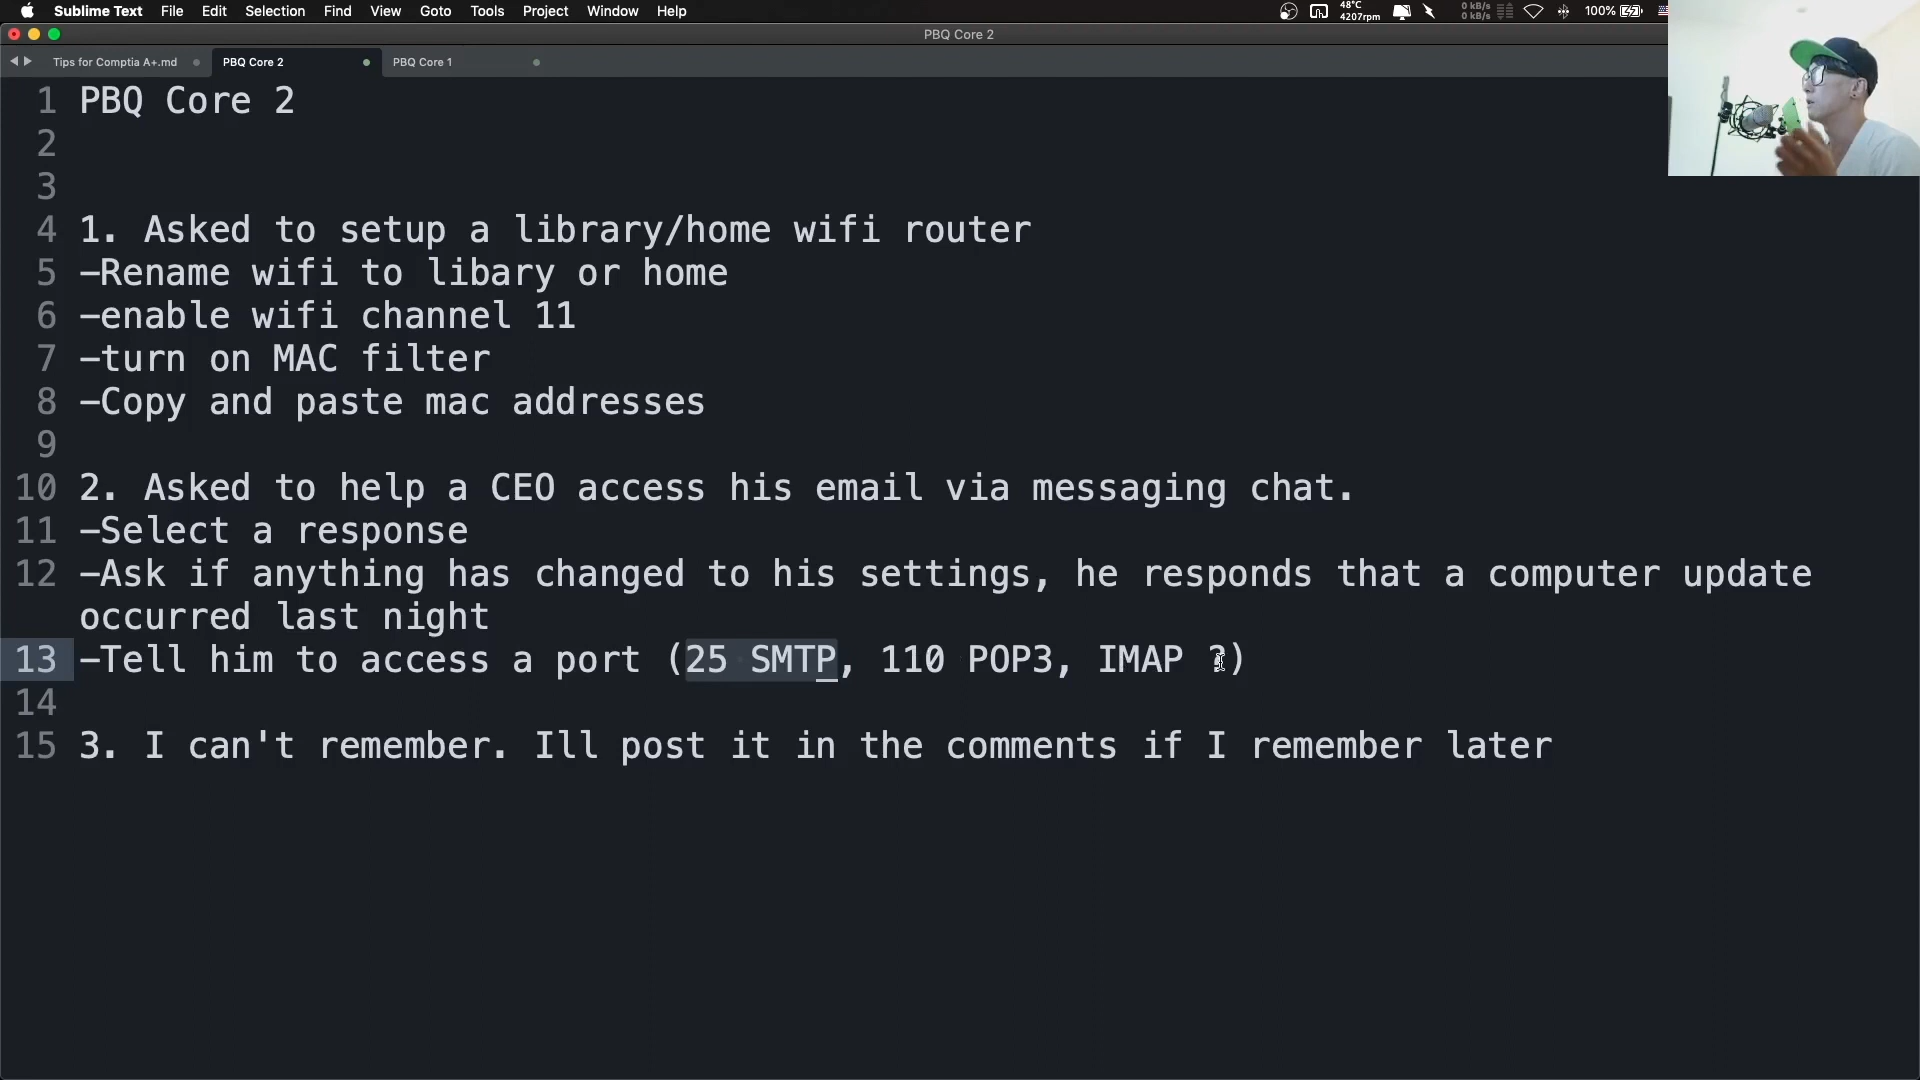 Sublime Text File Edit Selection Find View Goto Tools Project Window Help 48°C 4207rpm 0 kB/s 0 kB/s 100%
PBQ Core 2
Tips for Comptia A+.md PBQ Core 2 PBQ Core 1
1 PBQ Core 2
2
3
4 1. Asked to setup a library/home wifi router
5 -Rename wifi to libary or home
6 -enable wifi channel 11
7 -turn on MAC filter
8 -Copy and paste mac addresses
9
10 2. Asked to help a CEO access his email via messaging chat.
11 -Select a response
12 -Ask if anything has changed to his settings, he responds that a computer update
occurred last night
13 -Tell him to access a port (25 SMTP, 110 POP3, IMAP ?)
14
15 3. I can't remember. Ill post it in the comments if I remember later